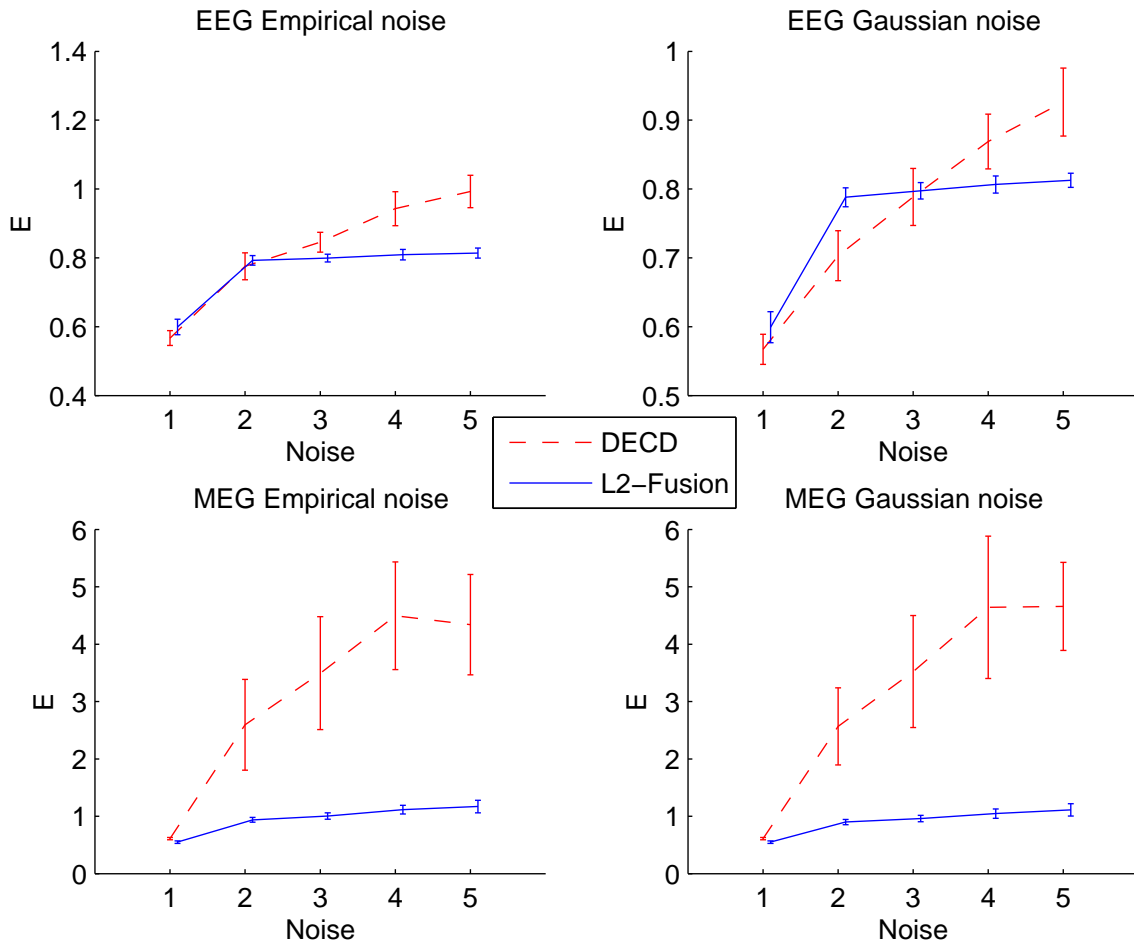 EEG Empirical noise
1.4
1.2
1
0.8
0.6
0.4
E
1 2 3 4 5
Noise
EEG Gaussian noise
1
0.9
0.8
0.7
0.6
0.5
E
1 2 3 4 5
Noise
DECD
L2−Fusion
MEG Empirical noise
6
5
4
3
2
1
0
E
1 2 3 4 5
Noise
MEG Gaussian noise
6
5
4
3
2
1
0
E
1 2 3 4 5
Noise